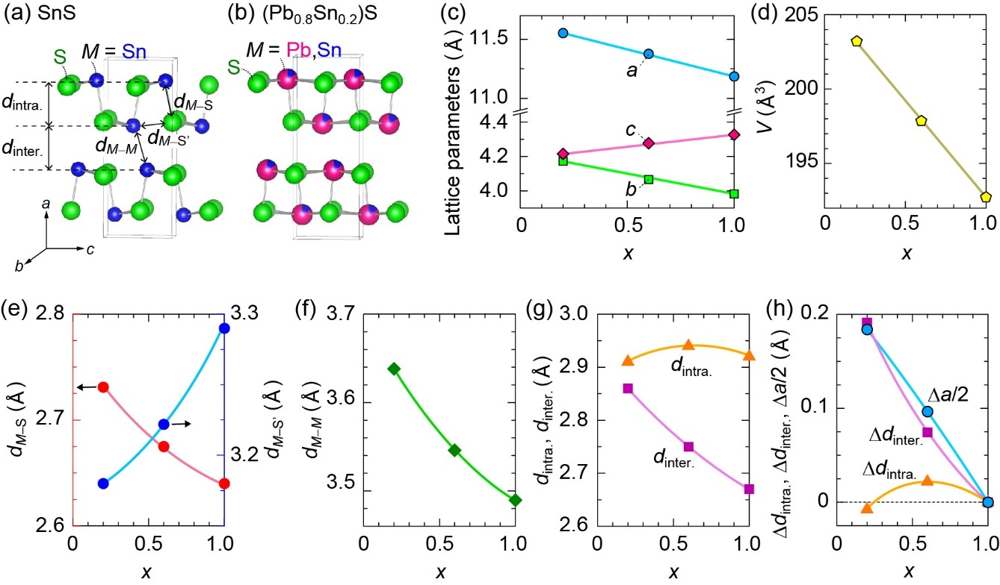 (a) SnS
S
M = Sn
dintra.
dinter.
dM–S
dM–S'
dM–M
a
b
c
(b) (Pb0.8Sn0.2)S
M = Pb,Sn
S
(c)
Lattice parameters (Å)
11.5
11.0
4.4
4.2
4.0
a
c
b
0 0.5 1.0
x
(d)
V (Å3)
205
200
195
0 0.5 1.0
x
(e)
dM–S (Å)
2.8
2.7
2.6
3.3
3.2
dM–S' (Å)
0 0.5 1.0
x
(f)
dM–M (Å)
3.7
3.6
3.5
0 0.5 1.0
x
(g)
dintra., dinter. (Å)
3.0
2.9
2.8
2.7
2.6
dintra.
dinter.
0 0.5 1.0
x
(h)
Δdintra., Δdinter., Δa/2 (Å)
0.2
0.1
0
Δa/2
Δdinter.
Δdintra.
0 0.5 1.0
x